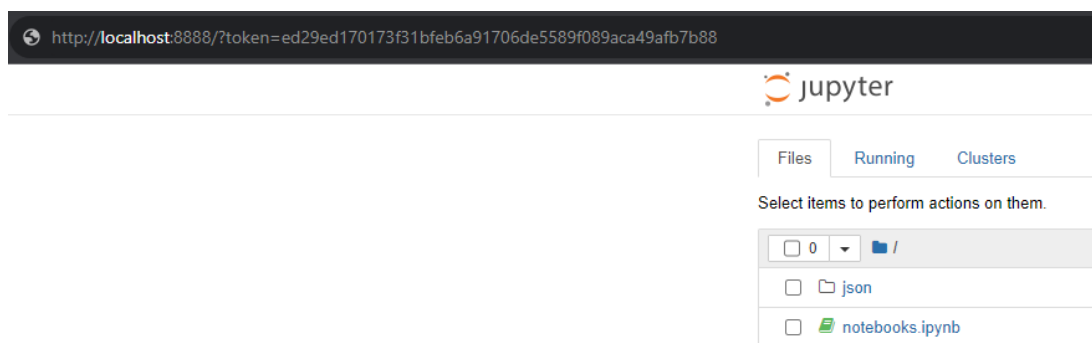 http://localhost:8888/?token=ed29ed170173f31bfeb6a91706de5589f089aca49afb7b88
jupyter
Files Running Clusters
Select items to perform actions on them.
0 /
json
notebooks.ipynb